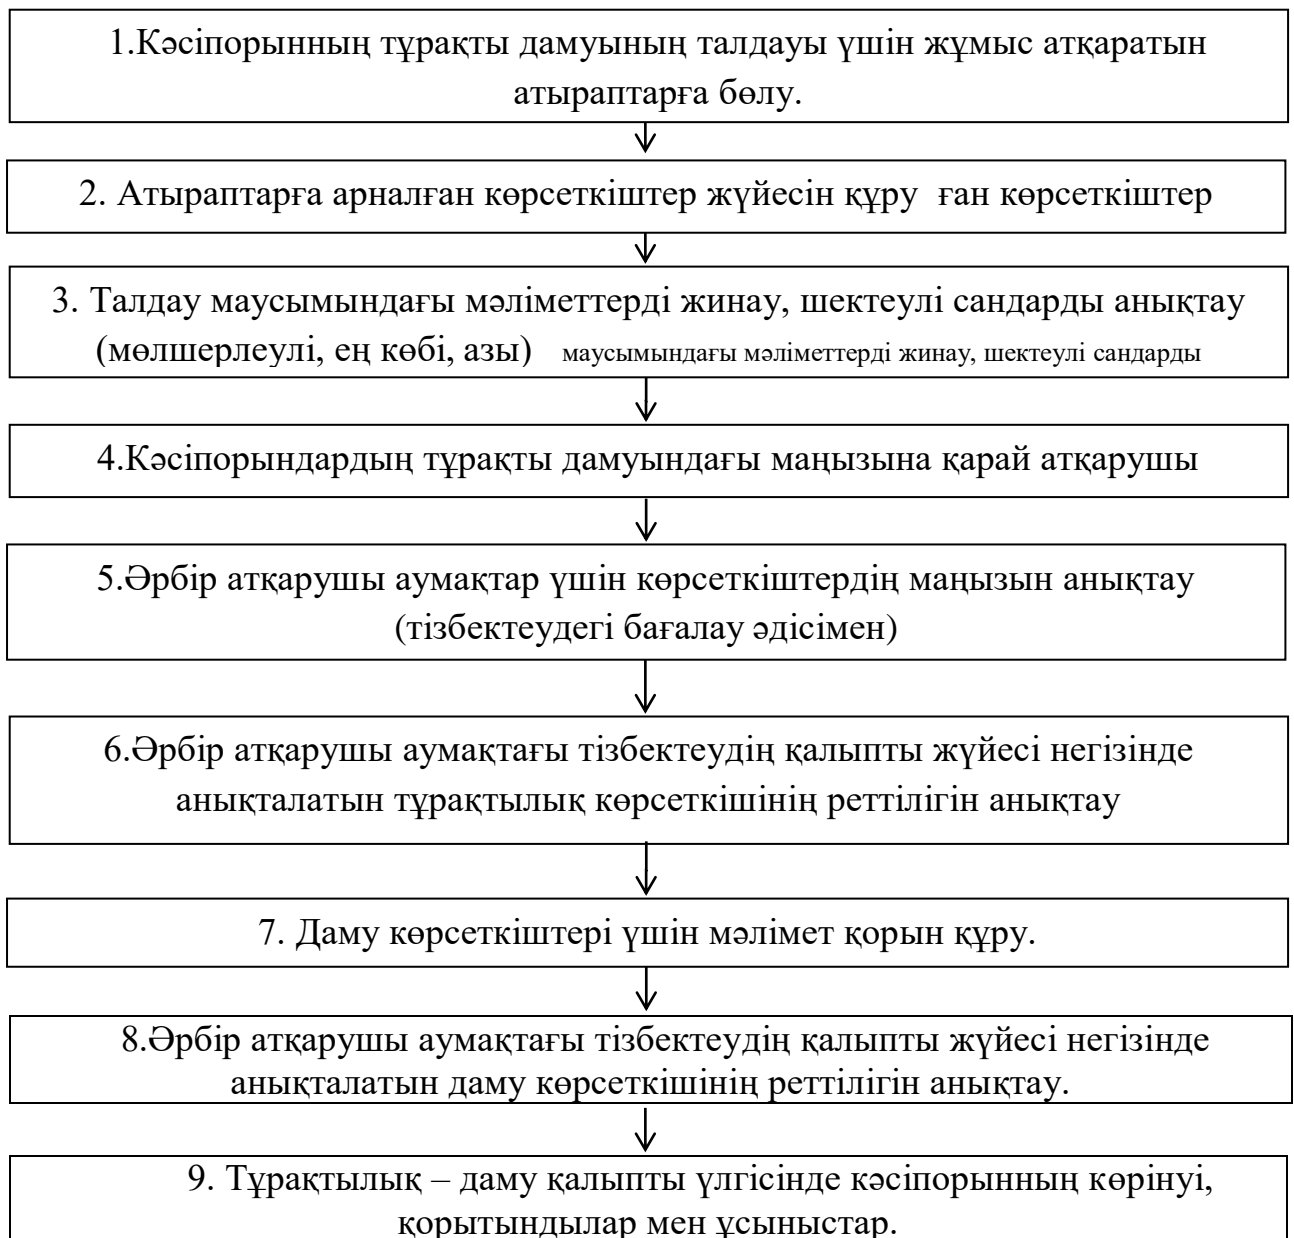 1.Кәсіпорынның тұрақты дамуының талдауы үшін жұмыс атқаратын
атыраптарға бөлу.
2. Атыраптарға арналған көрсеткіштер жүйесін құру ған көрсеткіштер
3. Талдау маусымындағы мәліметтерді жинау, шектеулі сандарды анықтау
(мөлшерлеулі, ең көбі, азы) маусымындағы мәліметтерді жинау, шектеулі сандарды
4.Кәсіпорындардың тұрақты дамуындағы маңызына қарай атқарушы
5.Әрбір атқарушы аумақтар үшін көрсеткіштердің маңызын анықтау
(тізбектеудегі бағалау әдісімен)
6.Әрбір атқарушы аумақтағы тізбектеудің қалыпты жүйесі негізінде
анықталатын тұрақтылық көрсеткішінің реттілігін анықтау
7. Даму көрсеткіштері үшін мәлімет қорын құру.
8.Әрбір атқарушы аумақтағы тізбектеудің қалыпты жүйесі негізінде
анықталатын даму көрсеткішінің реттілігін анықтау.
9. Тұрақтылық – даму қалыпты үлгісінде кәсіпорынның көрінуі,
қорытындылар мен ұсыныстар.